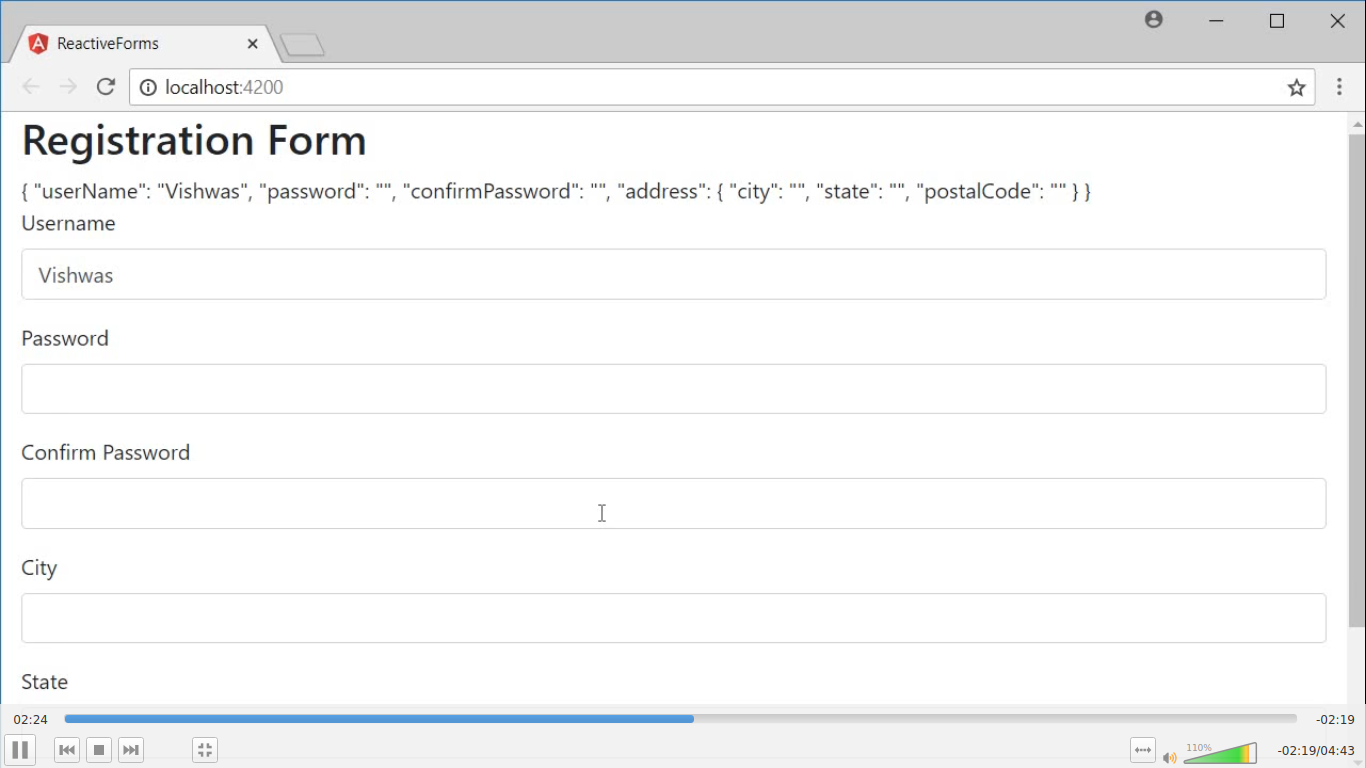 ReactiveForms
localhost:4200
Registration Form
{ "userName": "Vishwas", "password": "", "confirmPassword": "", "address": { "city": "", "state": "", "postalCode": "" } }
Username
Vishwas
Password
Confirm Password
City
State
02:24
-02:19
110%
-02:19/04:43